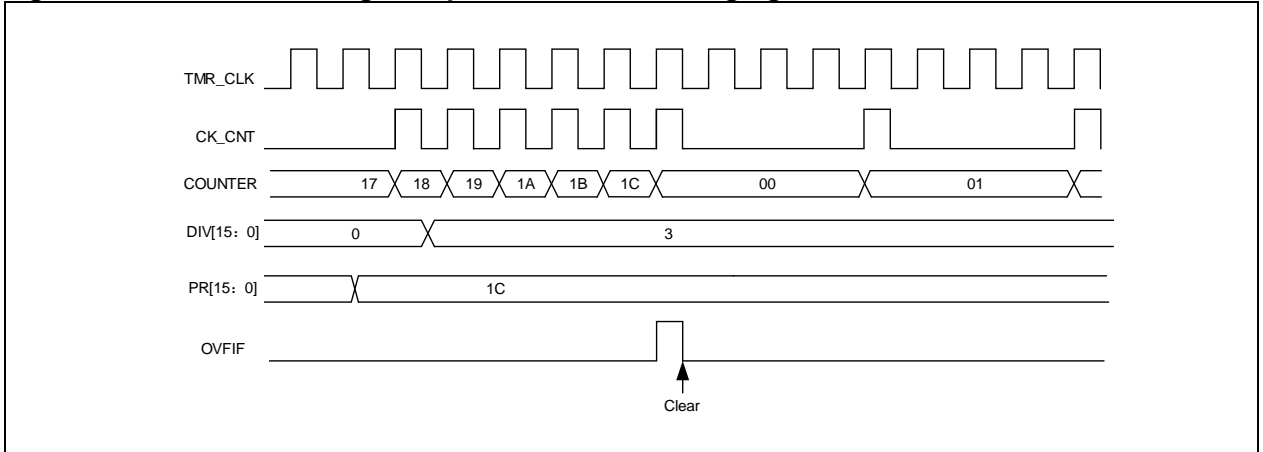 TMR_CLK
CK_CNT
COUNTER 17 18 19 1A 1B 1C 00 01
DIV[15：0] 0 3
PR[15：0] 1C
OVFIF
Clear